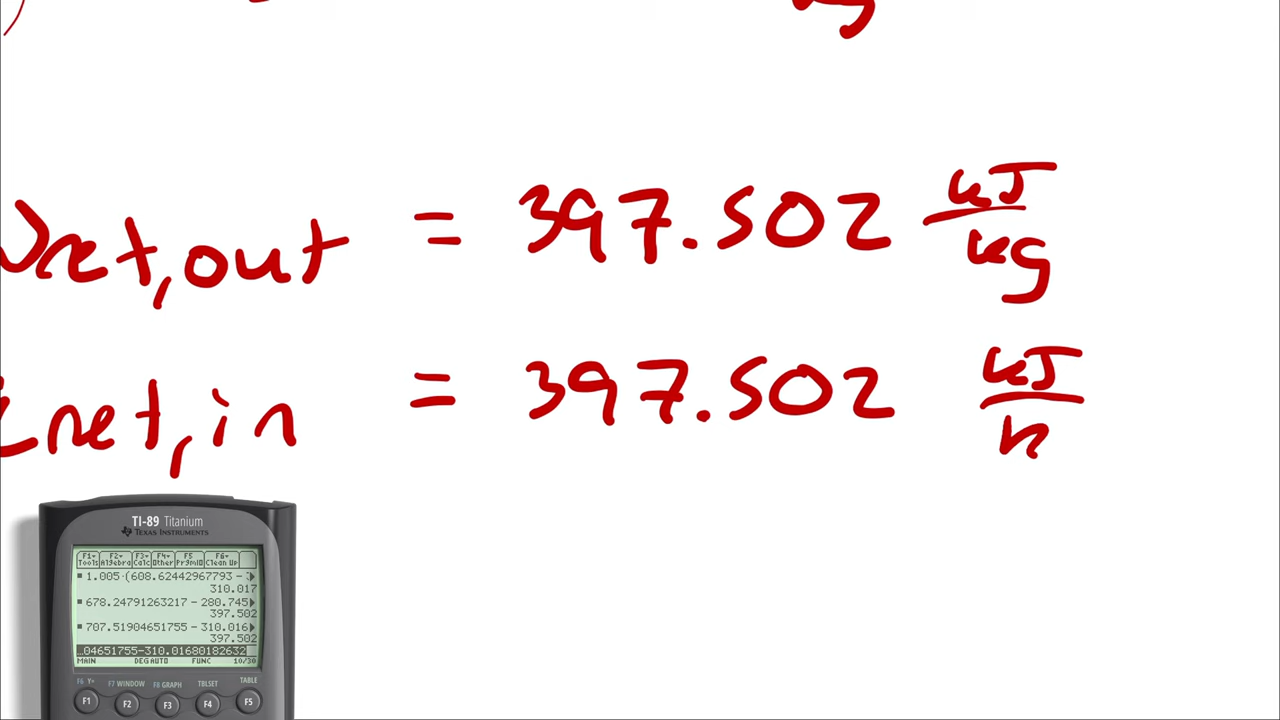 net,out = 397.502 kJ/kg
net,in = 397.502 kJ/k
TI-89 Titanium
TEXAS INSTRUMENTS
F1 F2 F3 F4 F5 F6
Tools Algebra Calc Other PrgmIO Clean Up
1.005·(608.62442967793 -
310.017
678.24791263217 - 280.745
397.502
707.51904651755 - 310.016
397.502
…04651755-310.01680182632
MAIN DEG AUTO FUNC 10/30
F6 Y= F7 WINDOW F8 GRAPH TBLSET TABLE
F1 F2 F3 F4 F5